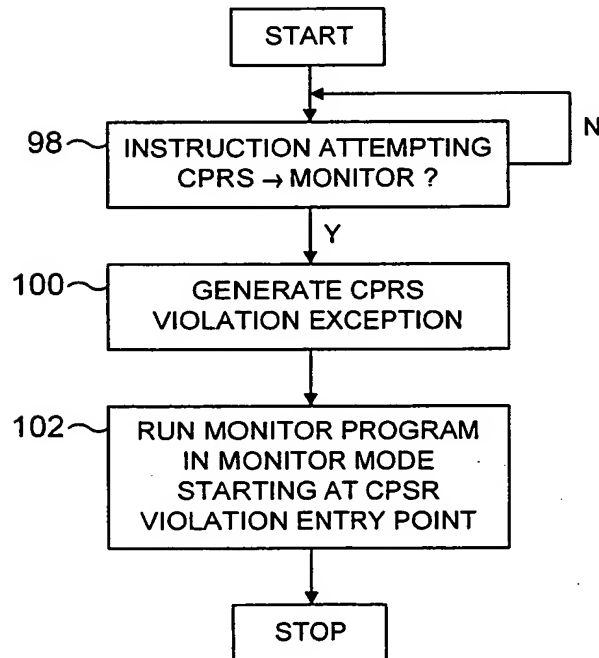 START
98
INSTRUCTION ATTEMPTING
CPRS → MONITOR ?
N
Y
100
GENERATE CPRS
VIOLATION EXCEPTION
102
RUN MONITOR PROGRAM
IN MONITOR MODE
STARTING AT CPSR
VIOLATION ENTRY POINT
STOP